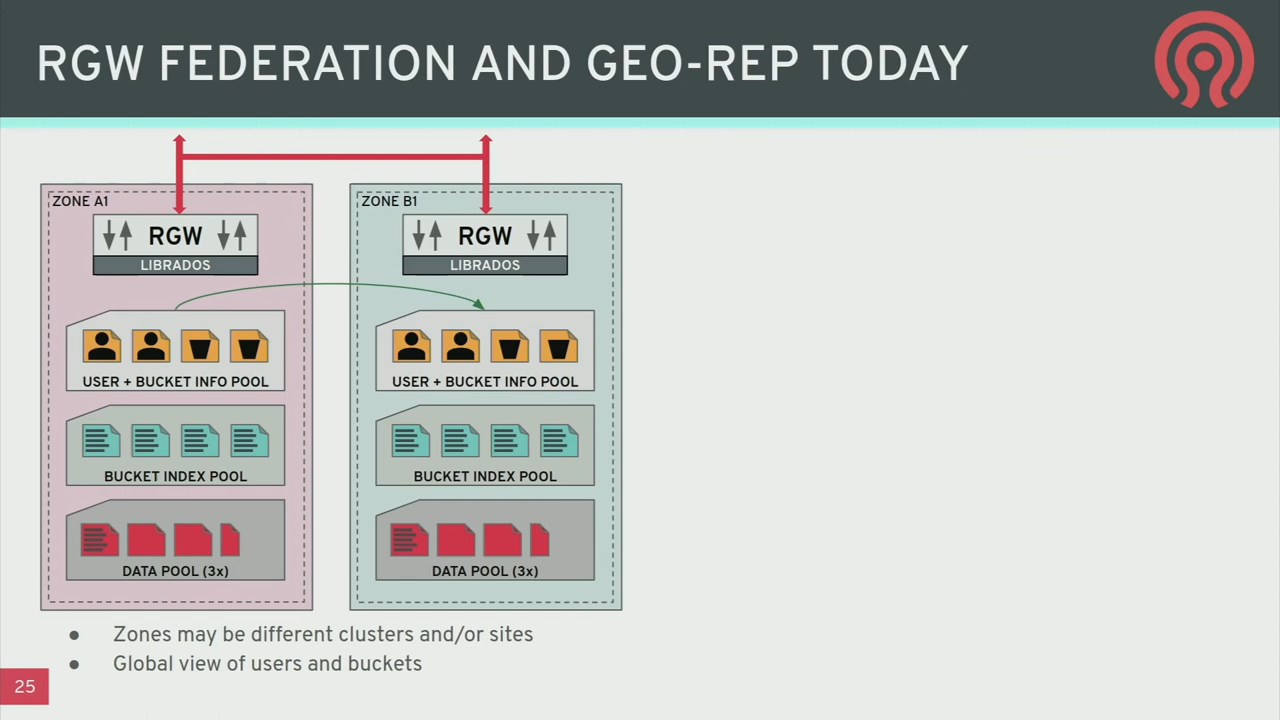 RGW FEDERATION AND GEO-REP TODAY
ZONE A1
RGW
LIBRADOS
USER + BUCKET INFO POOL
BUCKET INDEX POOL
DATA POOL (3x)
ZONE B1
RGW
LIBRADOS
USER + BUCKET INFO POOL
BUCKET INDEX POOL
DATA POOL (3x)
● Zones may be different clusters and/or sites
● Global view of users and buckets
25